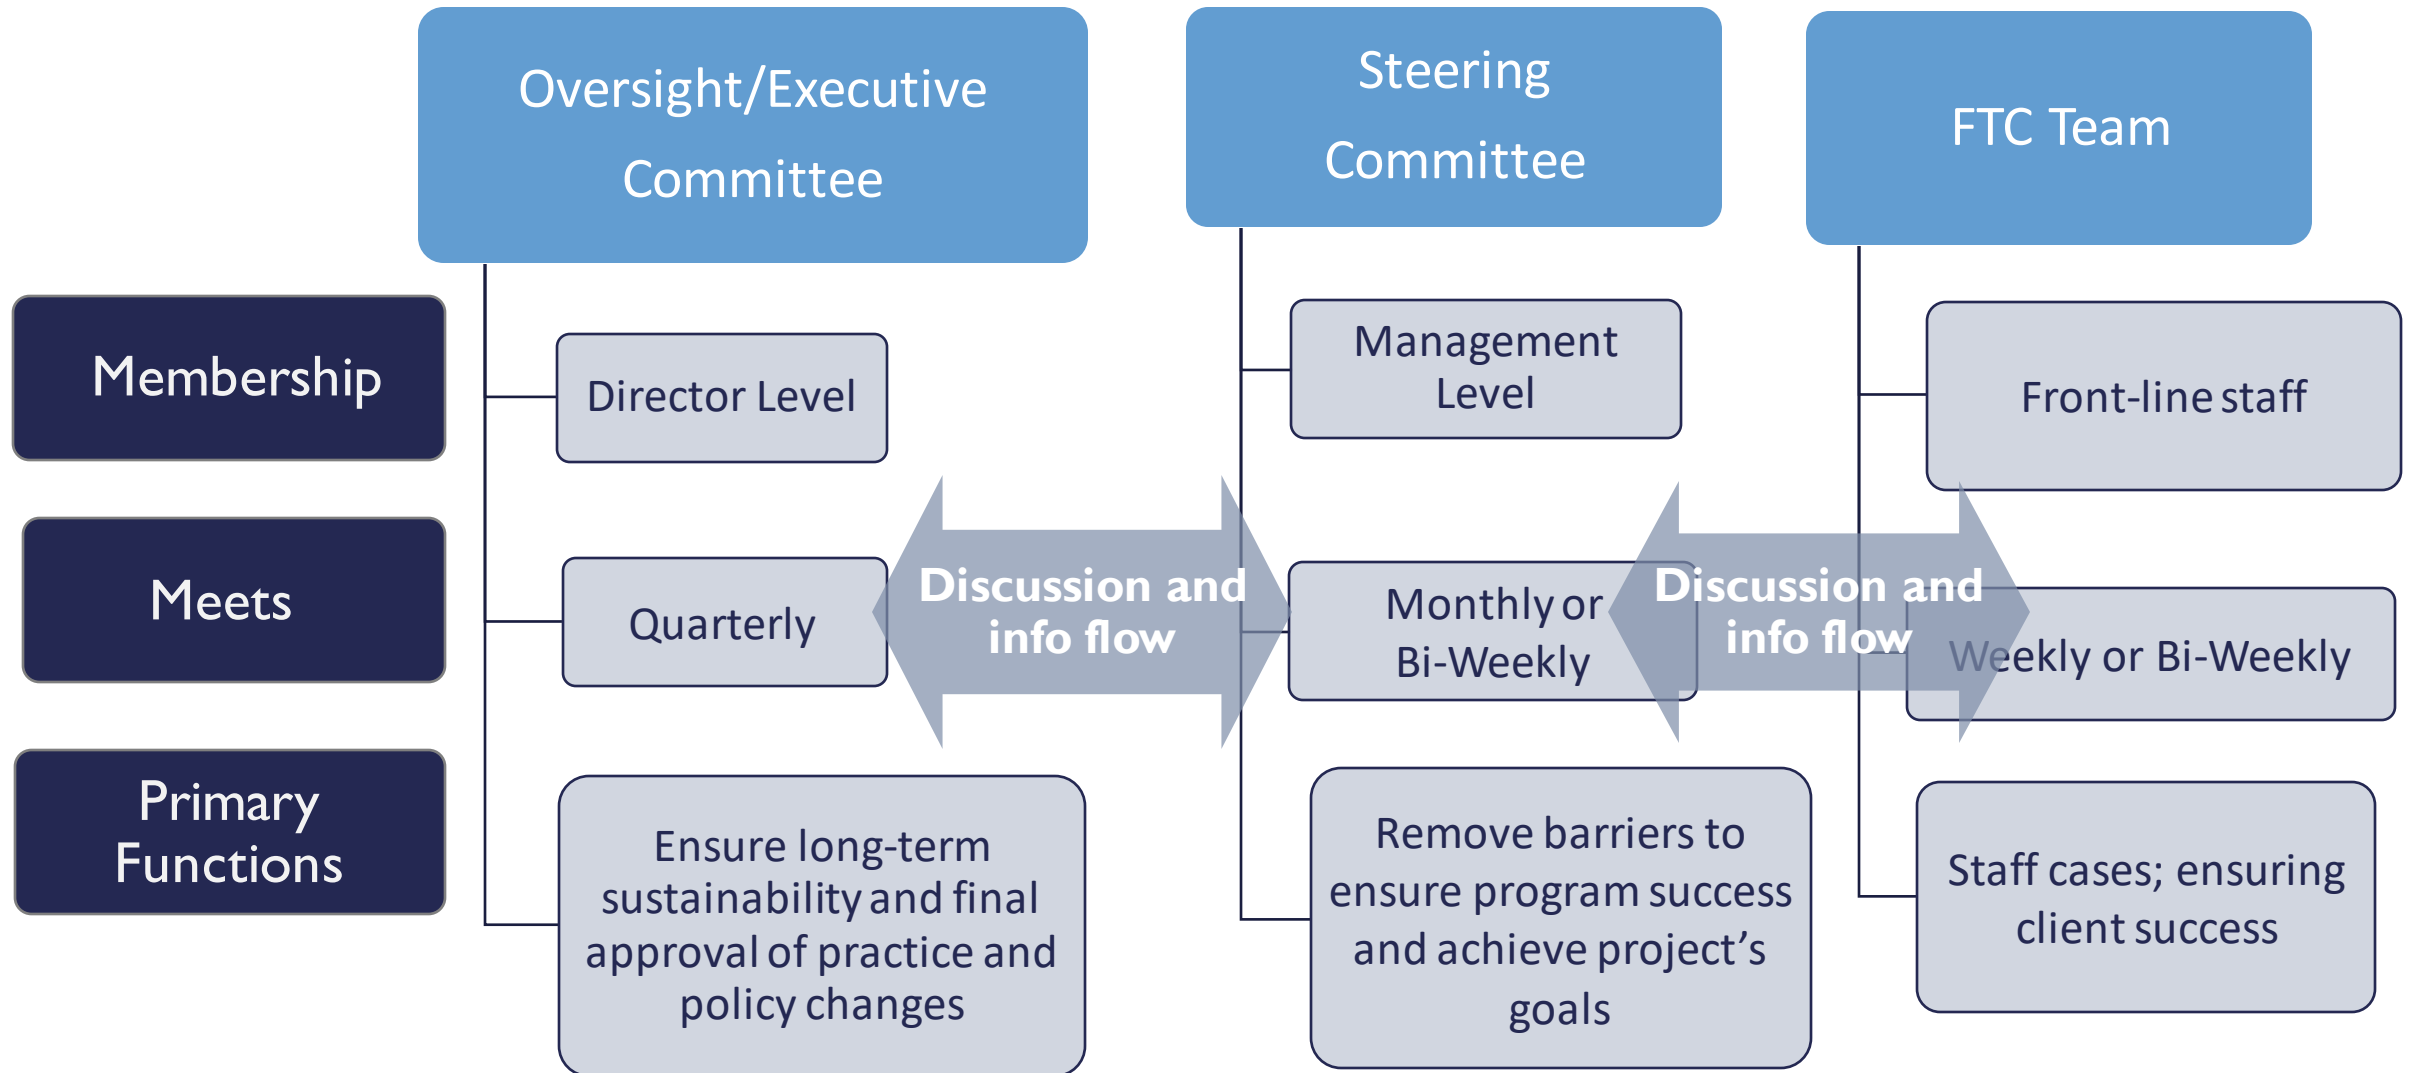 Oversight/Executive
Committee
Steering
Committee
FTC Team
Membership
Director Level
Management
Level
Front-line staff
Meets
Quarterly
Discussion and
info flow
Monthly or
Bi-Weekly
Discussion and
info flow
Weekly or Bi-Weekly
Primary
Functions
Ensure long-term
sustainability and final
approval of practice and
policy changes
Remove barriers to
ensure program success
and achieve project’s
goals
Staff cases; ensuring
client success